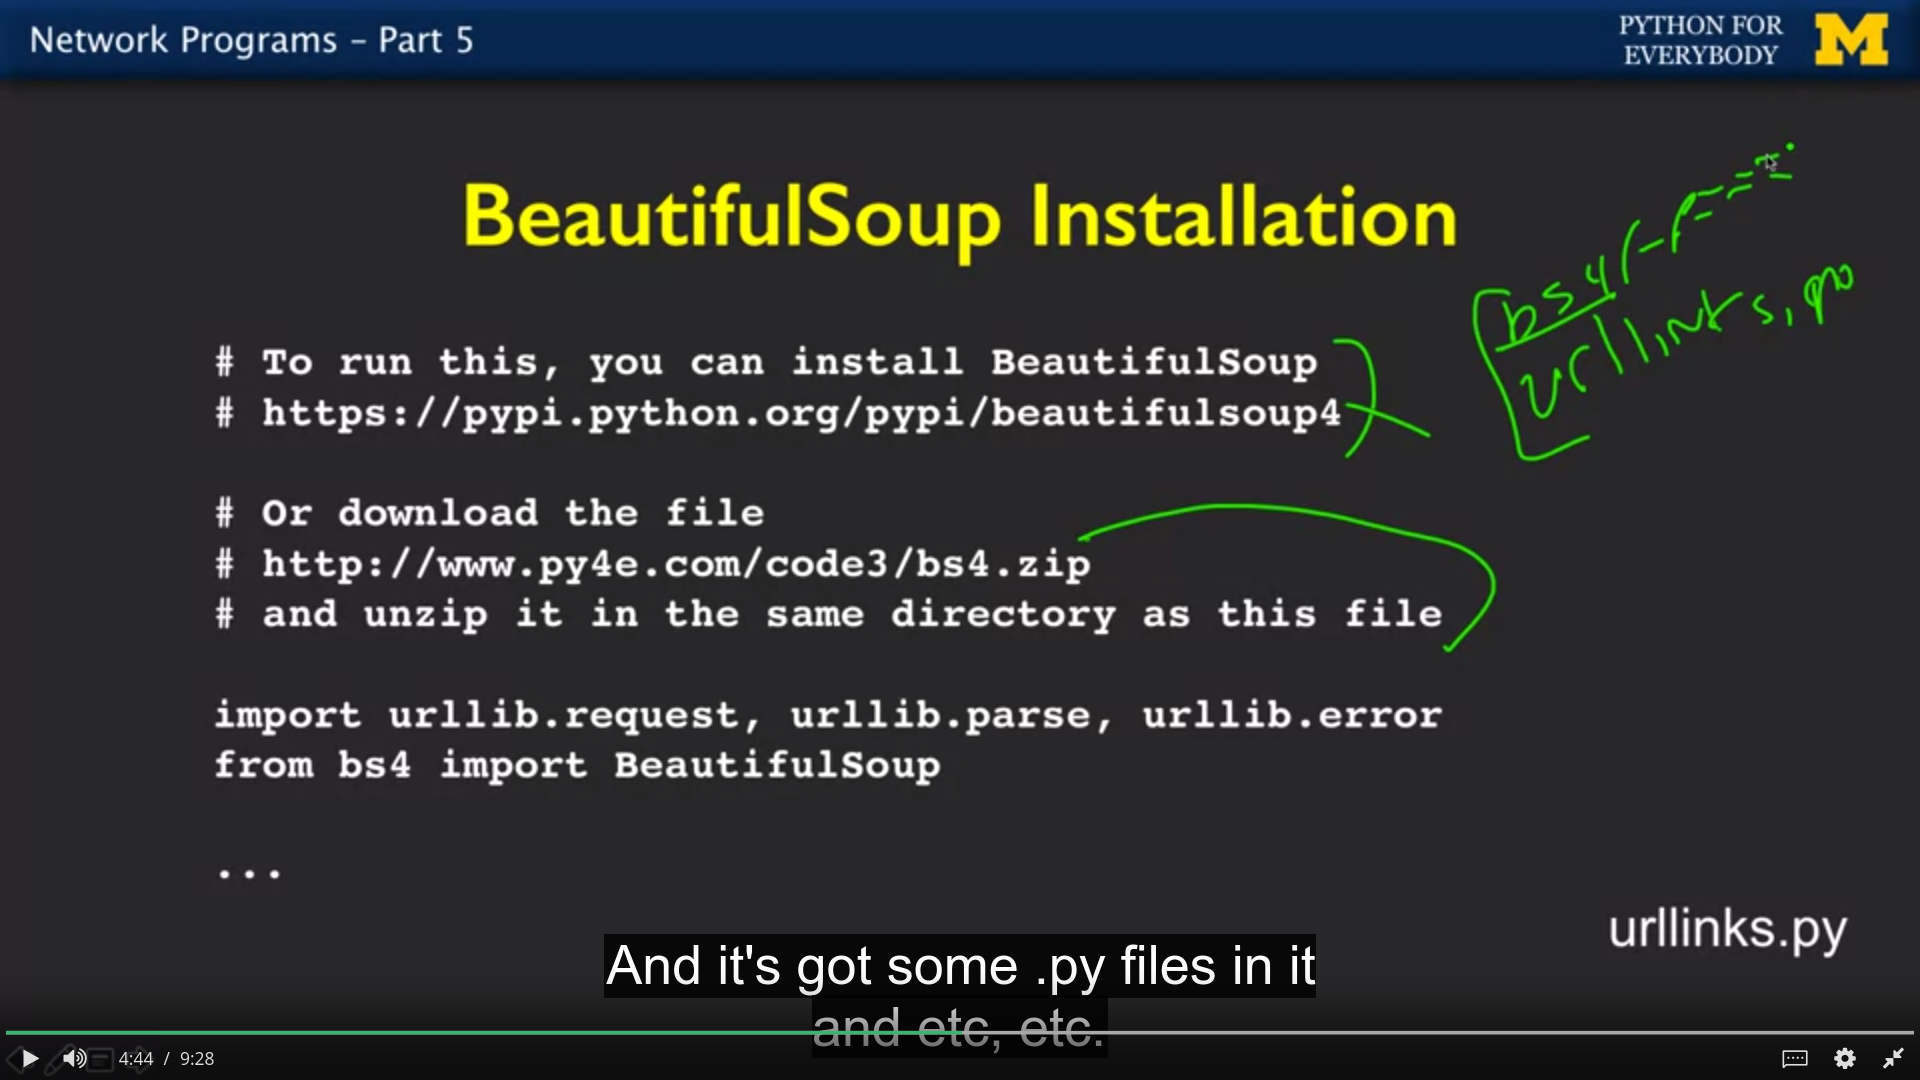 Network Programs – Part 5
PYTHON FOR
EVERYBODY
M
BeautifulSoup Installation
bs4
urllinks.py
# To run this, you can install BeautifulSoup
# https://pypi.python.org/pypi/beautifulsoup4
# Or download the file
# http://www.py4e.com/code3/bs4.zip
# and unzip it in the same directory as this file
import urllib.request, urllib.parse, urllib.error
from bs4 import BeautifulSoup
...
urllinks.py
And it's got some .py files in it
and etc, etc.
4:44 / 9:28